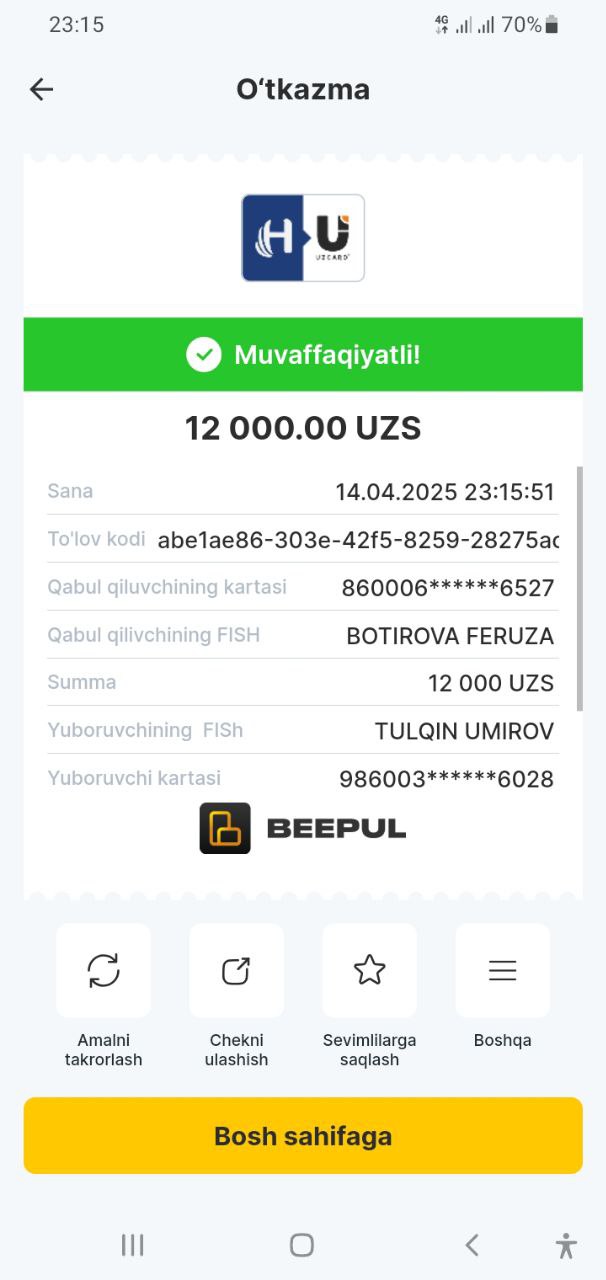 23:15
4G 70%
O‘tkazma
H U
UZCARD
Muvaffaqiyatli!
12 000.00 UZS
Sana 14.04.2025 23:15:51
To'lov kodi abe1ae86-303e-42f5-8259-28275a
Qabul qiluvchining kartasi 860006******6527
Qabul qilivchining FISH BOTIROVA FERUZA
Summa 12 000 UZS
Yuboruvchining FISh TULQIN UMIROV
Yuboruvchi kartasi 986003******6028
BEEPUL
Amalni takrorlash
Chekni ulashish
Sevimlilarga saqlash
Boshqa
Bosh sahifaga